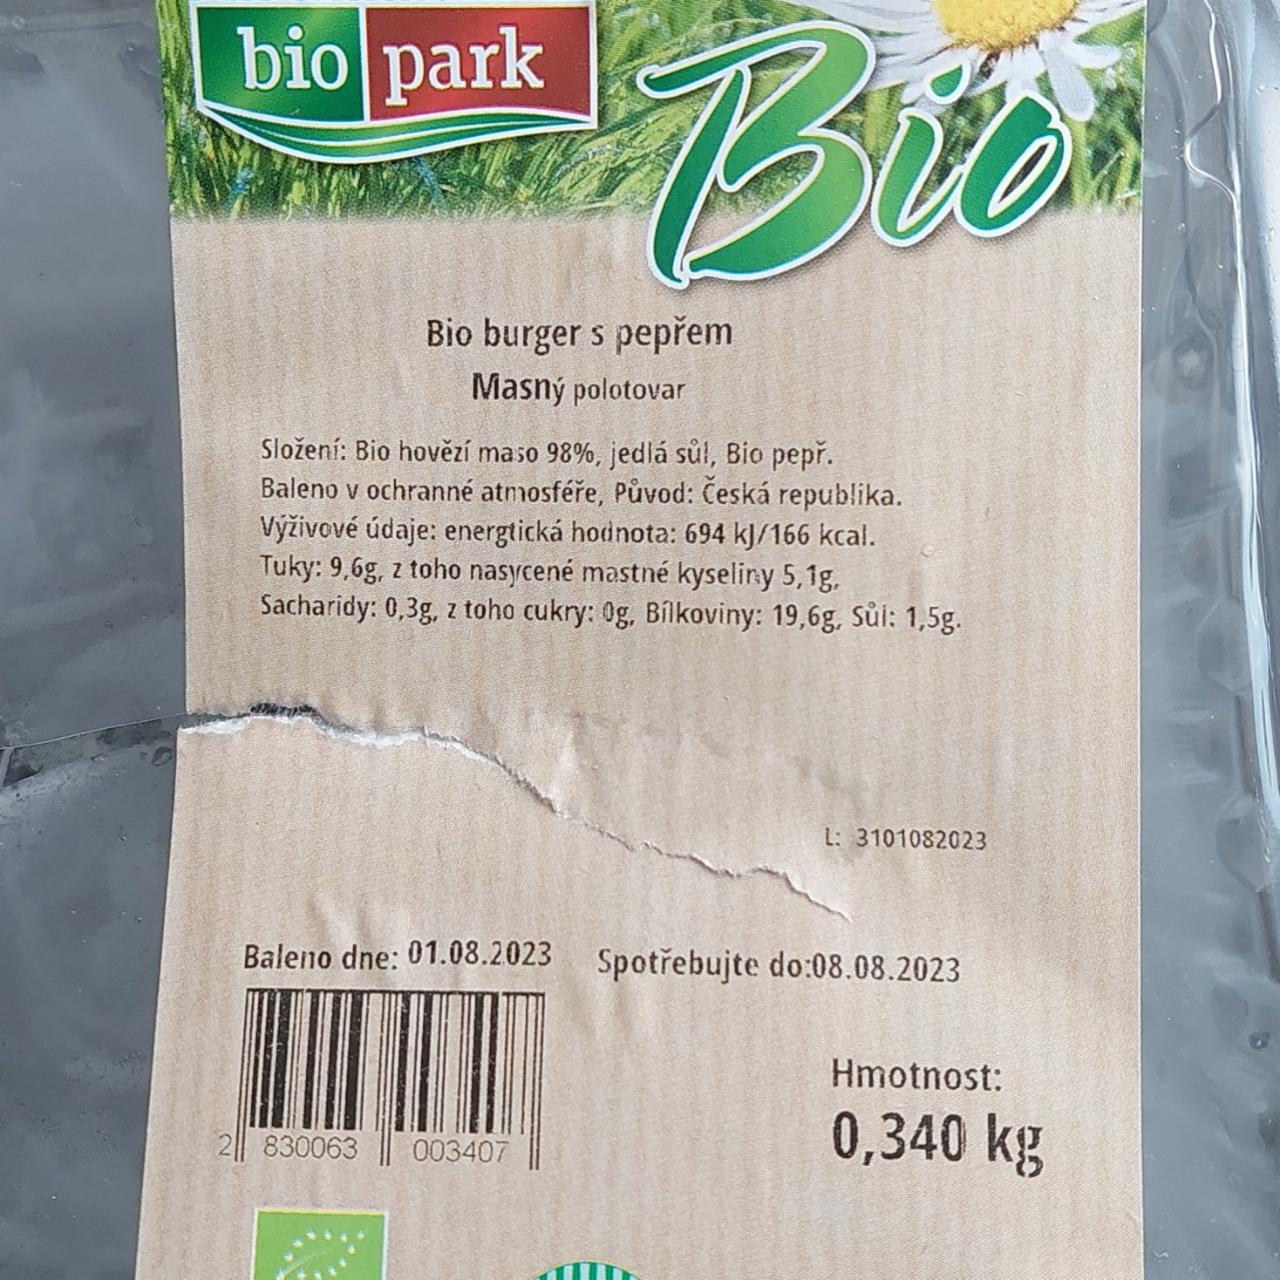 bio park
Bio
Bio burger s pepřem
Masný polotovar
Složení: Bio hovězí maso 98%, jedlá sůl, Bio pepř.
Baleno v ochranné atmosféře, Původ: Česká republika.
Výživové údaje: energtická hodnota: 694 kJ/166 kcal.
Tuky: 9,6g, z toho nasycené mastné kyseliny 5,1g,
Sacharidy: 0,3g, z toho cukry: 0g, Bílkoviny: 19,6g, Sůl: 1,5g.
L: 3101082023
Baleno dne: 01.08.2023 Spotřebujte do:08.08.2023
2 830063 003407
Hmotnost:
0,340 kg